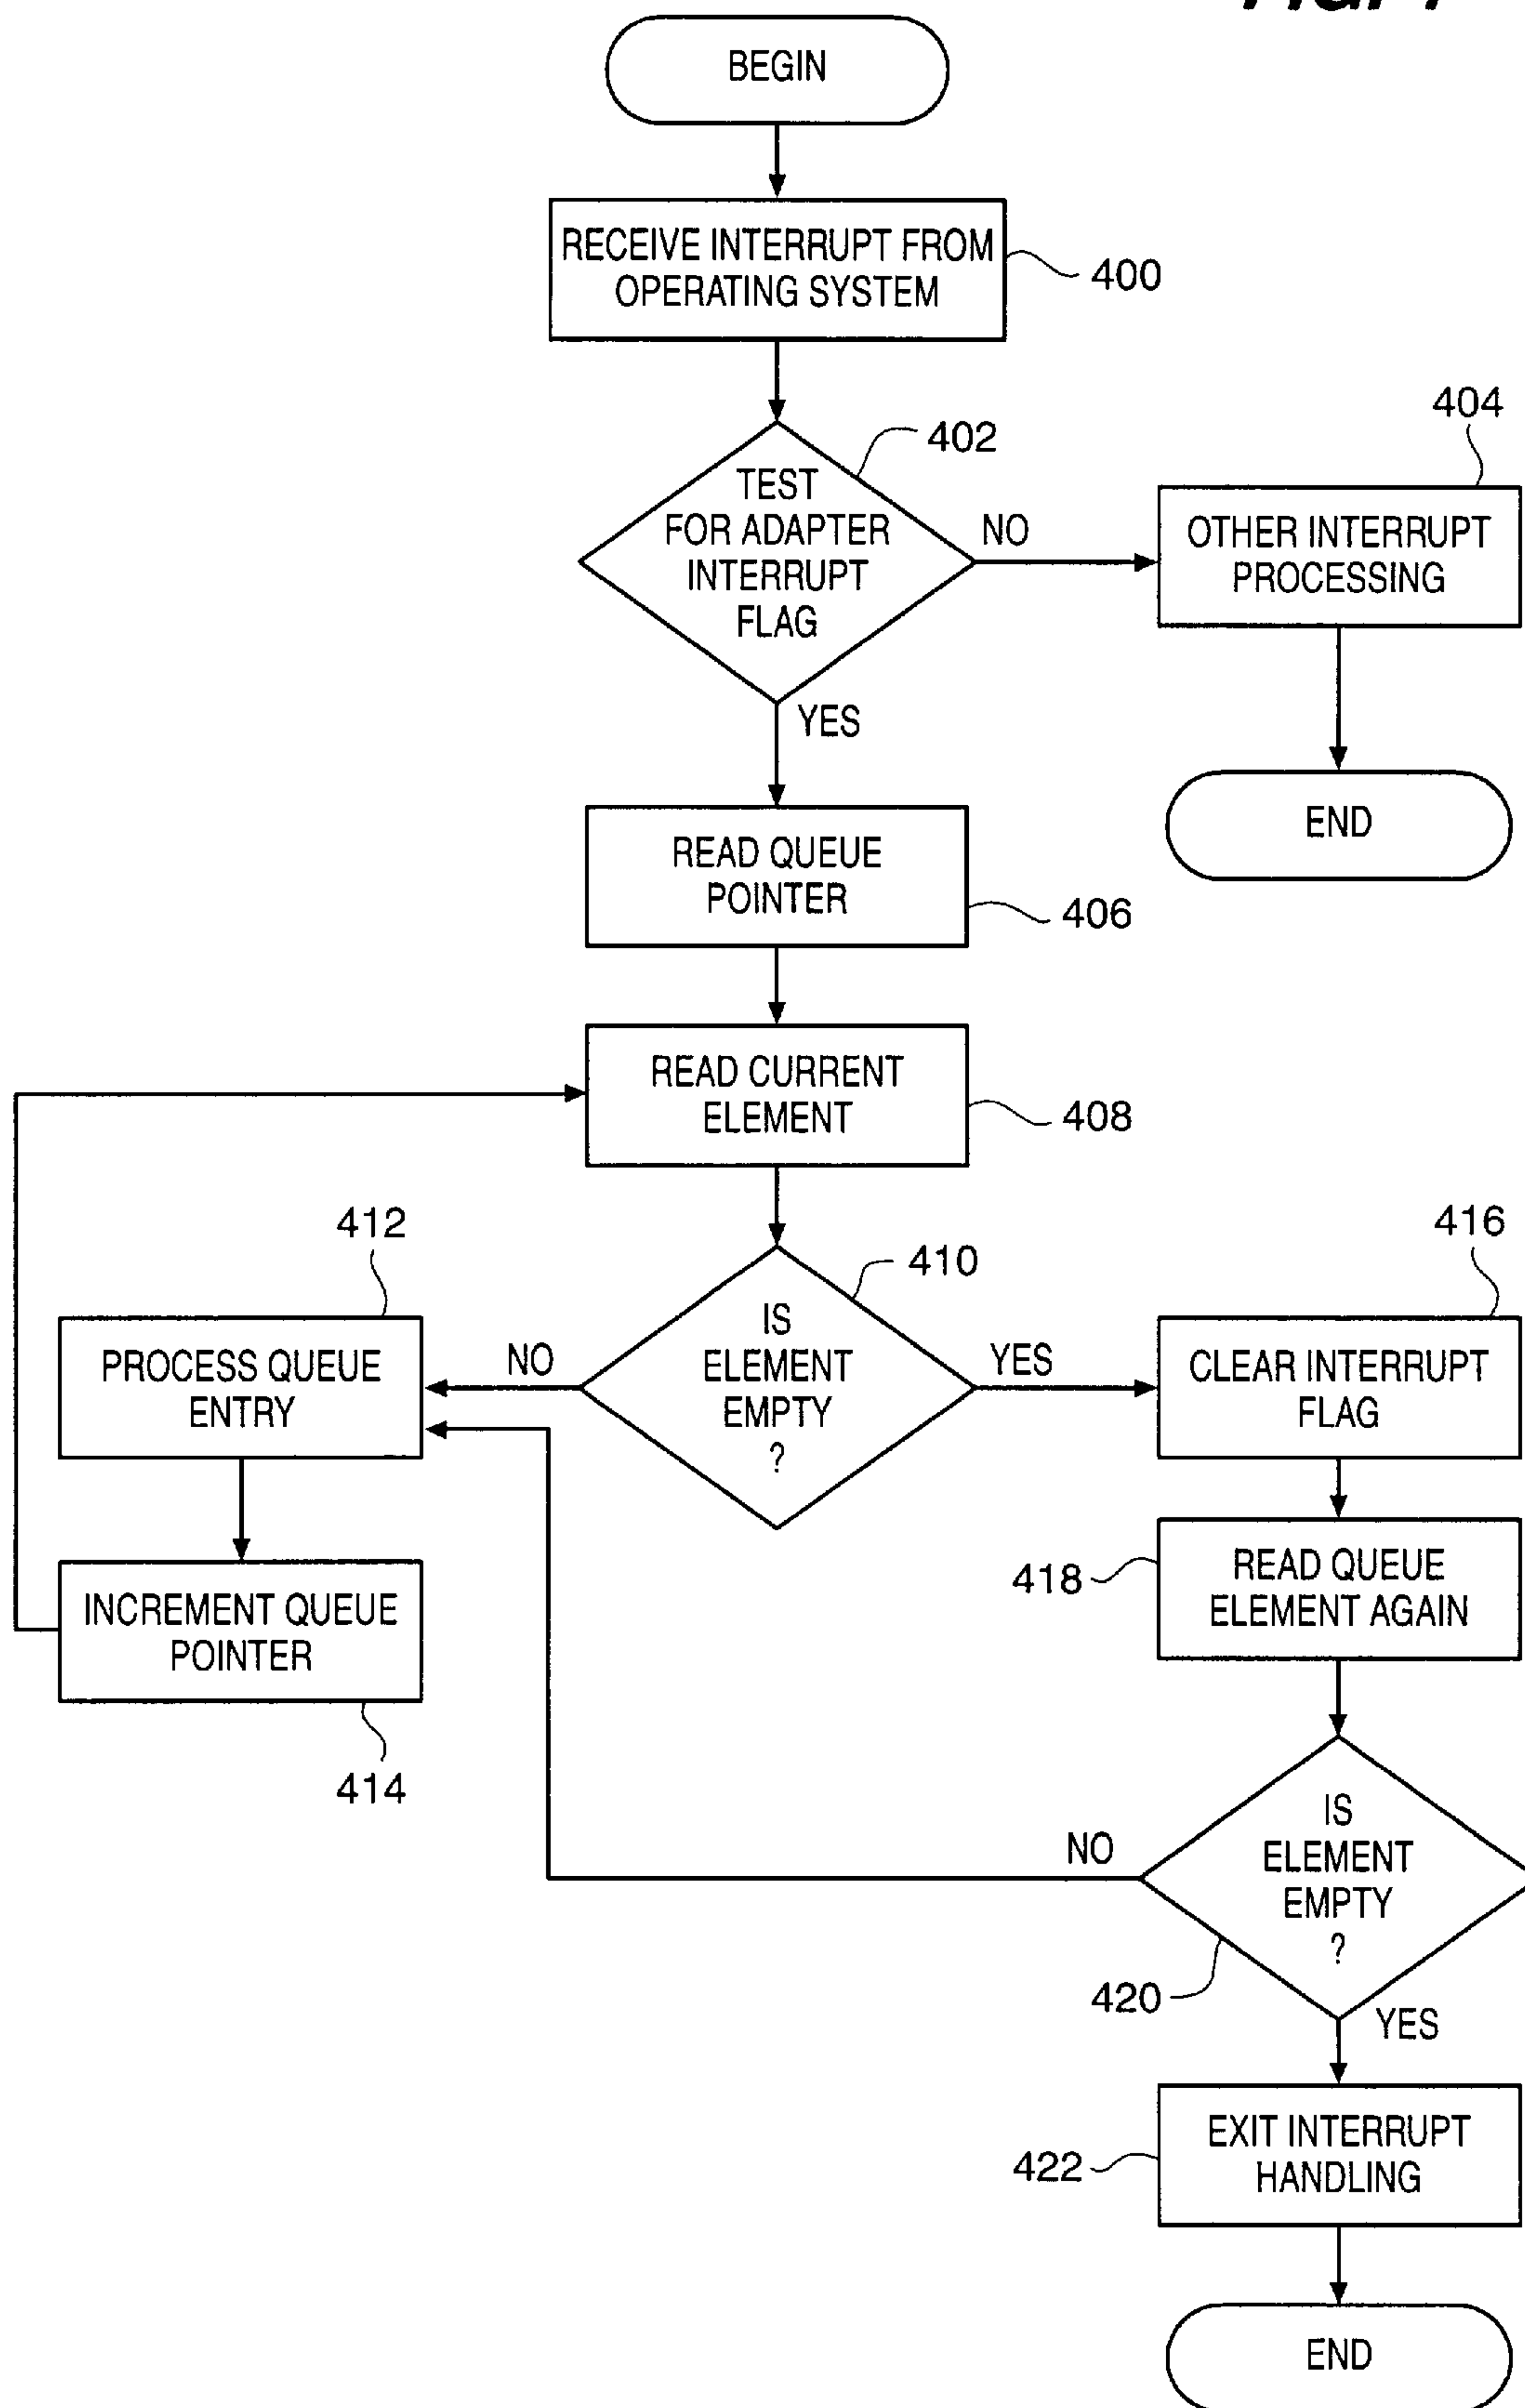 BEGIN
RECEIVE INTERRUPT FROM
OPERATING SYSTEM
400
402
TEST
FOR ADAPTER
INTERRUPT
FLAG
NO
404
OTHER INTERRUPT
PROCESSING
END
YES
READ QUEUE
POINTER
406
READ CURRENT
ELEMENT
408
410
IS
ELEMENT
EMPTY
?
NO
412
PROCESS QUEUE
ENTRY
INCREMENT QUEUE
POINTER
414
YES
416
CLEAR INTERRUPT
FLAG
418
READ QUEUE
ELEMENT AGAIN
IS
ELEMENT
EMPTY
?
NO
420
YES
EXIT INTERRUPT
HANDLING
422
END